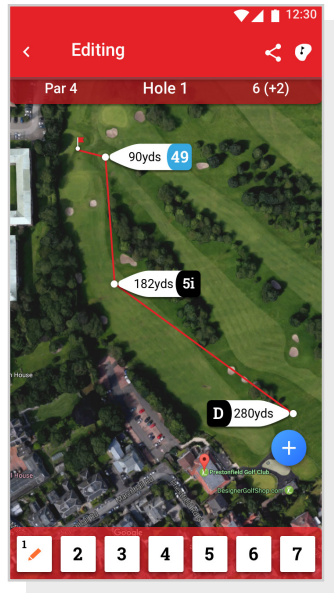 12:30
Editing
Par 4 Hole 1 6 (+2)
90yds 49
182yds 5i
D 280yds
n House
+
Prestonfield Golf Club
House
DesignerGolfShop.com
Google
1 2 3 4 5 6 7